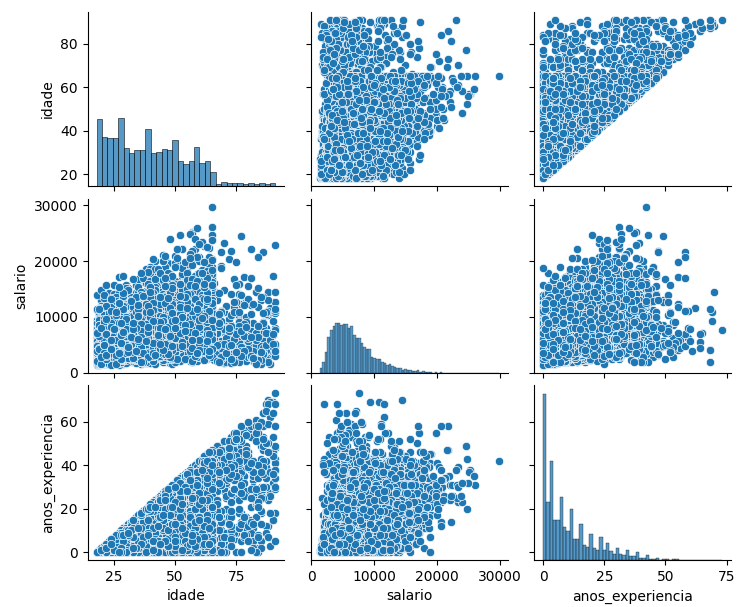 80
60
40
20
idade
30000
20000
10000
0
salario
60
40
20
0
anos_experiencia
25 50 75
idade
0 10000 20000 30000
salario
0 25 50 75
anos_experiencia